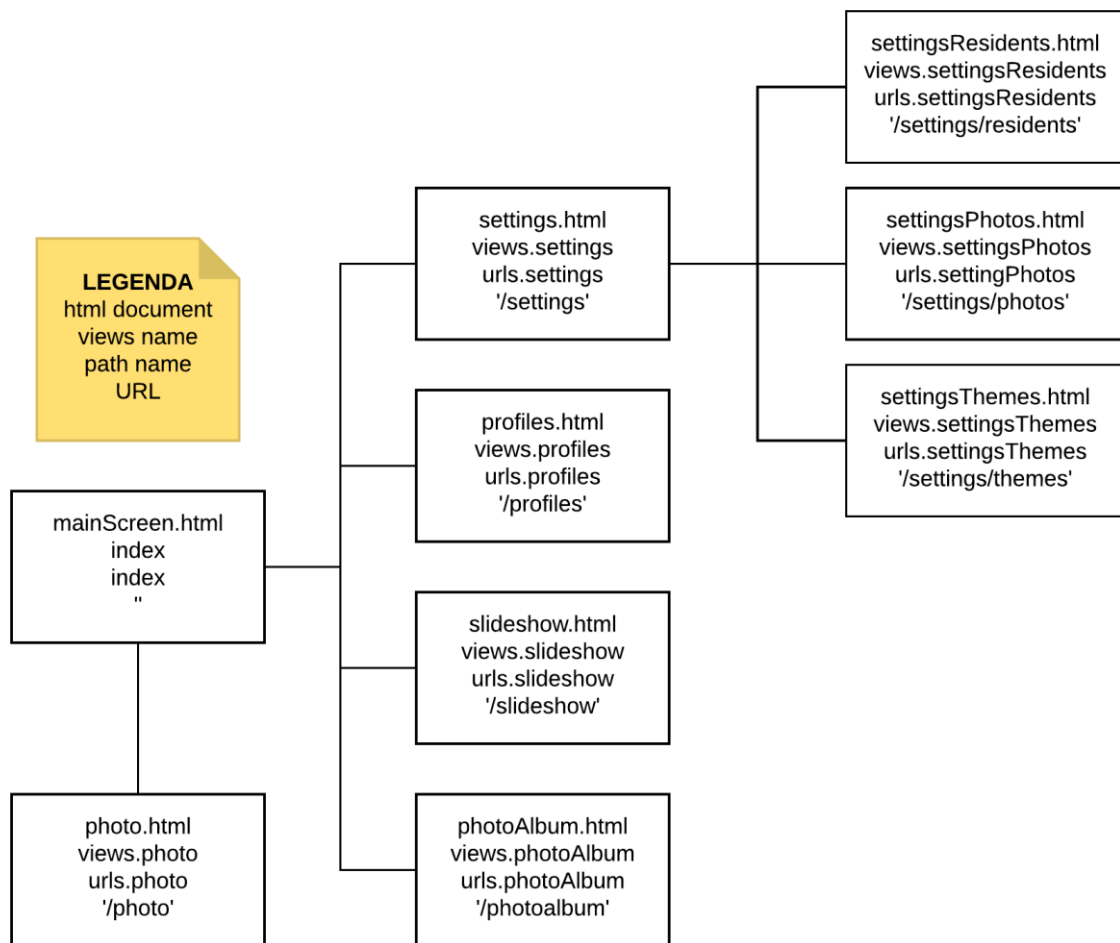 settingsResidents.html
views.settingsResidents
urls.settingsResidents
'/settings/residents'
settings.html
views.settings
urls.settings
'/settings'
settingsPhotos.html
views.settingsPhotos
urls.settingPhotos
'/settings/photos'
LEGENDA
html document
views name
path name
URL
settingsThemes.html
views.settingsThemes
urls.settingsThemes
'/settings/themes'
profiles.html
views.profiles
urls.profiles
'/profiles'
mainScreen.html
index
index
''
slideshow.html
views.slideshow
urls.slideshow
'/slideshow'
photo.html
views.photo
urls.photo
'/photo'
photoAlbum.html
views.photoAlbum
urls.photoAlbum
'/photoalbum'